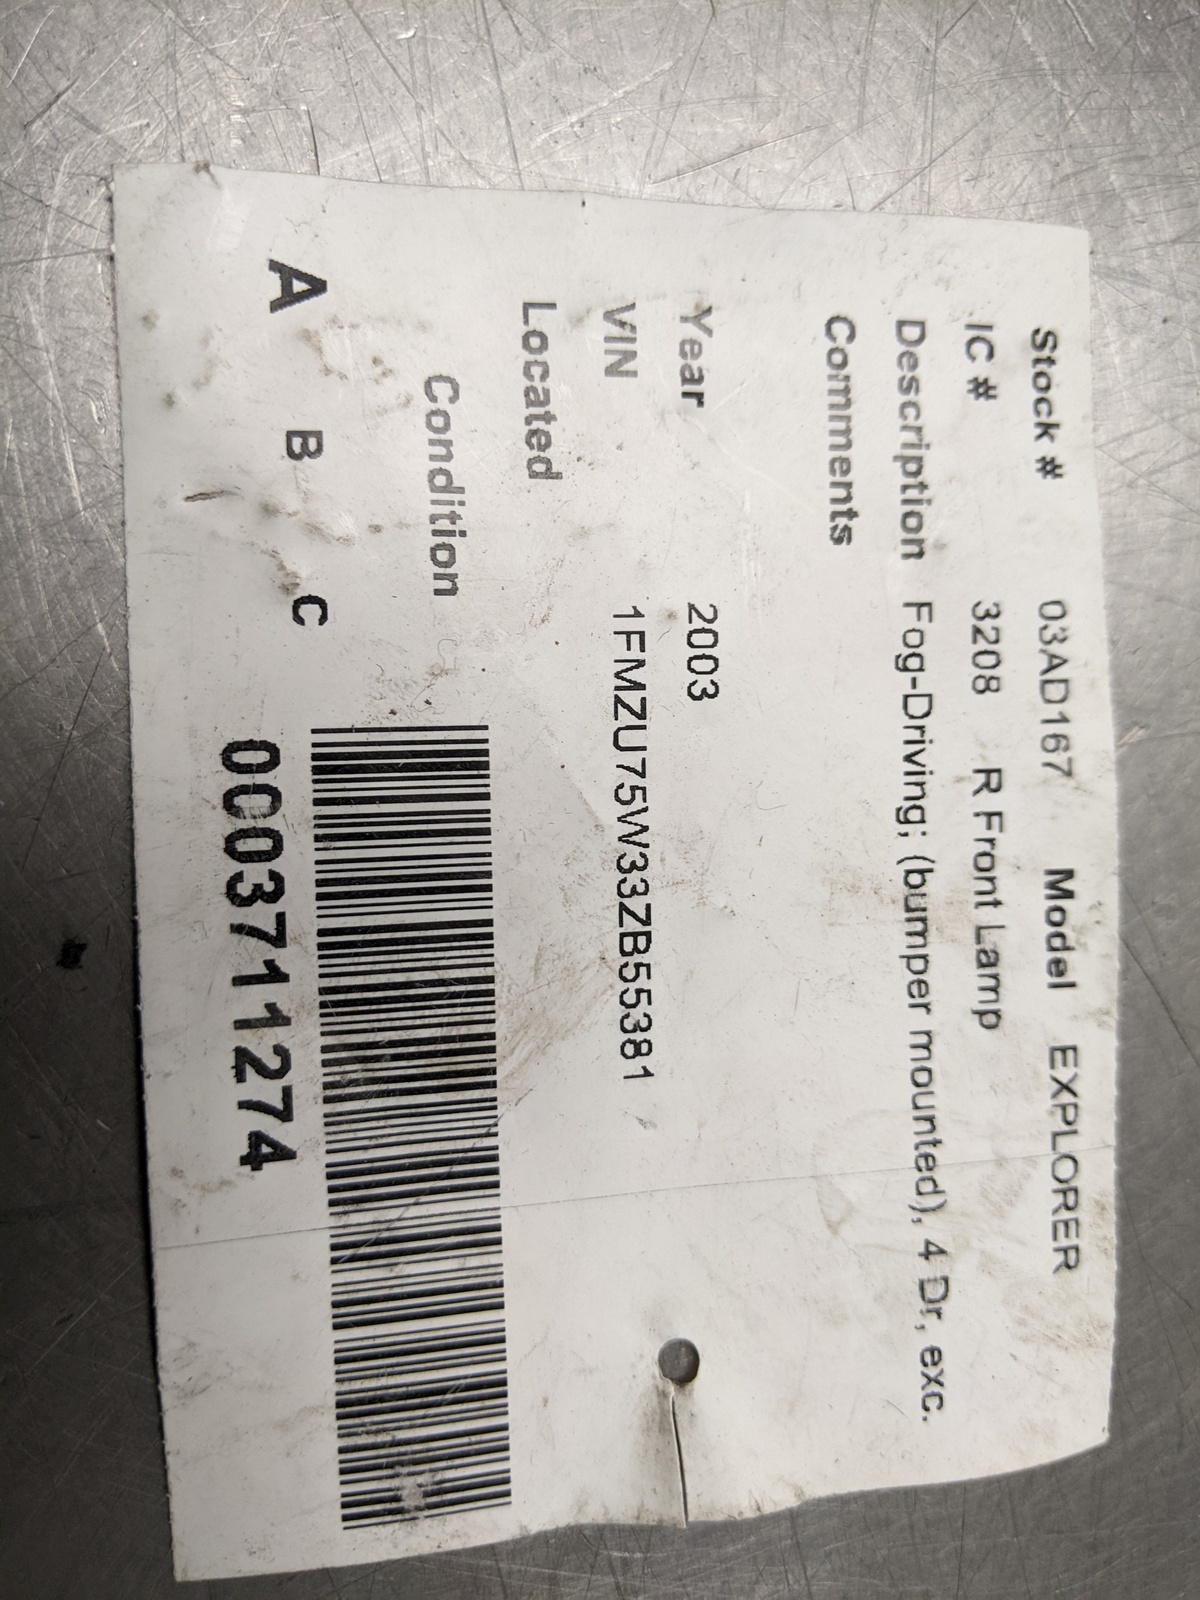 Stock # 03AD167 Model EXPLORER
IC # 3208 R Front Lamp
Description Fog-Driving; (bumper mounted), 4 Dr, exc.
Comments
Year 2003
VIN 1FMZU75W33ZB55381
Located
Condition
A B C
0003711274